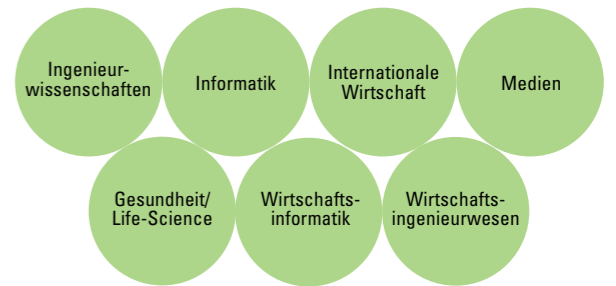 Ingenieur-
wissenschaften
Informatik
Internationale
Wirtschaft
Medien
Gesundheit/
Life-Science
Wirtschafts-
informatik
Wirtschafts-
ingenieurwesen